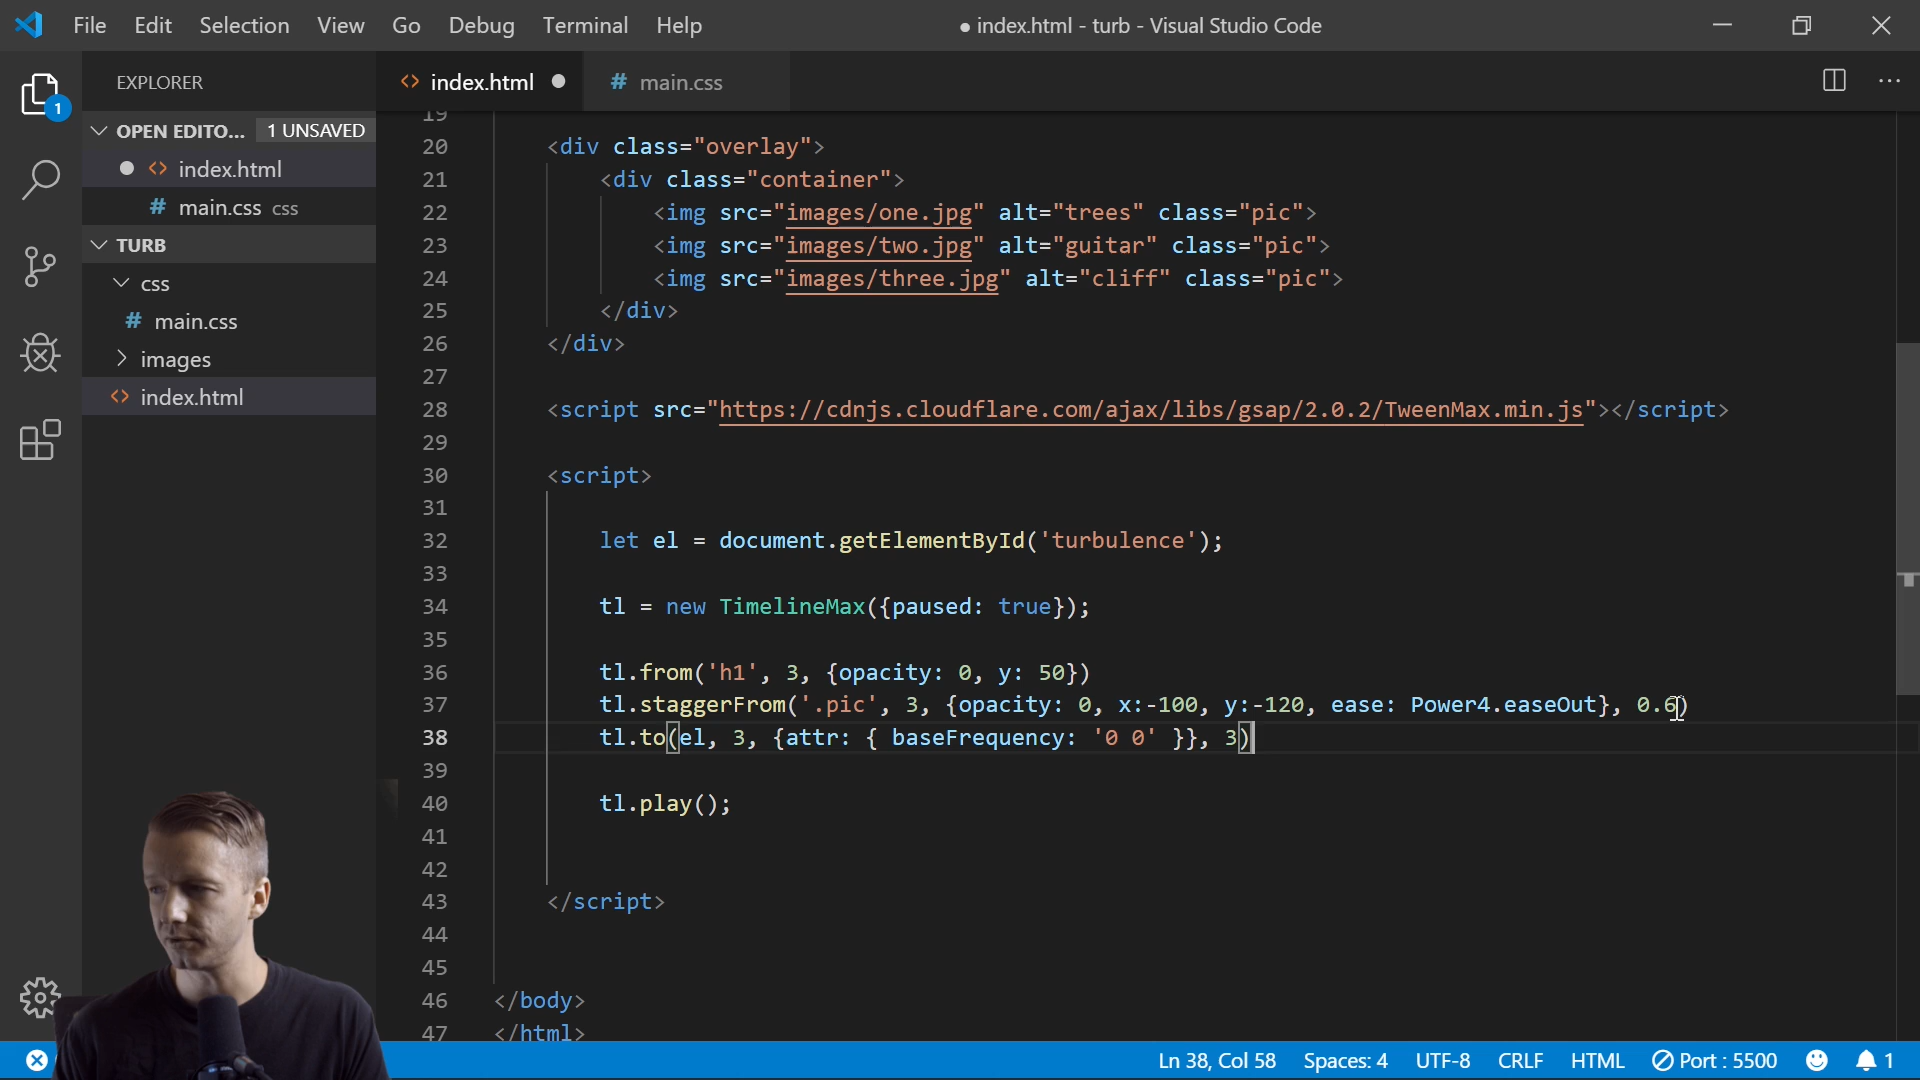 File Edit Selection View Go Debug Terminal Help
● index.html - turb - Visual Studio Code
EXPLORER
1
OPEN EDITO... 1 UNSAVED
<> index.html
# main.css css
TURB
css
# main.css
images
<> index.html
<> index.html ●
# main.css
19
20 <div class="overlay">
21 <div class="container">
22 <img src="images/one.jpg" alt="trees" class="pic">
23 <img src="images/two.jpg" alt="guitar" class="pic">
24 <img src="images/three.jpg" alt="cliff" class="pic">
25 </div>
26 </div>
27
28 <script src="https://cdnjs.cloudflare.com/ajax/libs/gsap/2.0.2/TweenMax.min.js"></script>
29
30 <script>
31
32 let el = document.getElementById('turbulence');
33
34 tl = new TimelineMax({paused: true});
35
36 tl.from('h1', 3, {opacity: 0, y: 50})
37 tl.staggerFrom('.pic', 3, {opacity: 0, x:-100, y:-120, ease: Power4.easeOut}, 0.6)
38 tl.to(el, 3, {attr: { baseFrequency: '0 0' }}, 3)
39
40 tl.play();
41
42
43 </script>
44
45
46 </body>
47 </html>
Ln 38, Col 58 Spaces: 4 UTF-8 CRLF HTML Port : 5500 1